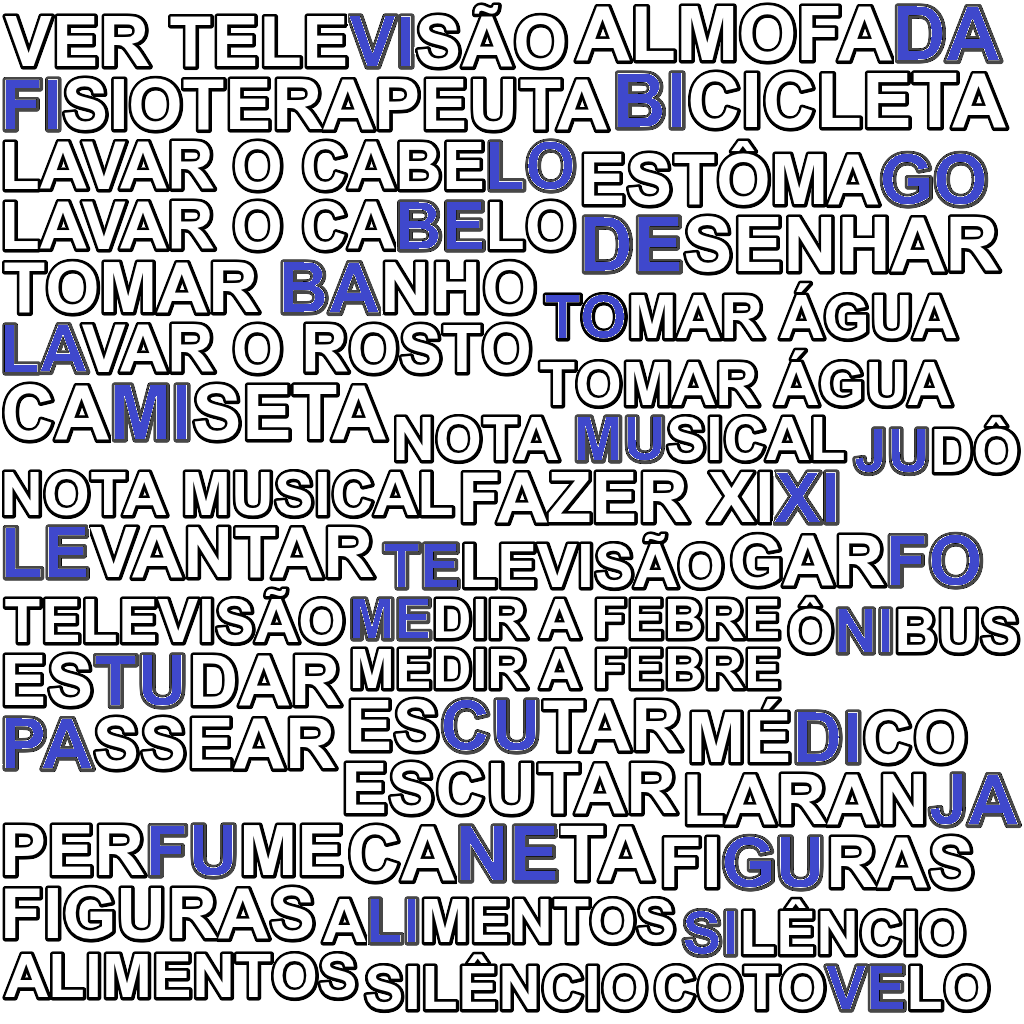 VER TELEVISÃO ALMOFADA
FISIOTERAPEUTA BICICLETA
LAVAR O CABELO ESTÔMAGO
LAVAR O CABELO DESENHAR
TOMAR BANHO TOMAR ÁGUA
LAVAR O ROSTO TOMAR ÁGUA
CAMISETA NOTA MUSICAL JUDÔ
NOTA MUSICAL FAZER XIXI
LEVANTAR TELEVISÃO GARFO
TELEVISÃO MEDIR A FEBRE ÔNIBUS
ESTUDAR MEDIR A FEBRE
PASSEAR ESCUTAR MÉDICO
ESCUTAR LARANJA
PERFUME CANETA FIGURAS
FIGURAS ALIMENTOS SILÊNCIO
ALIMENTOS SILÊNCIO COTOVELO